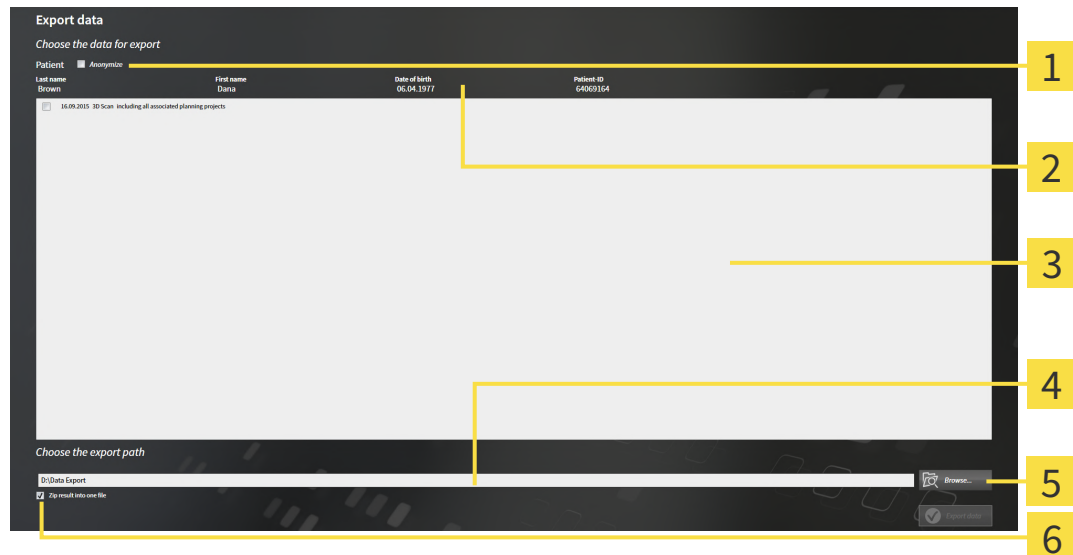 Export data
Choose the data for export
Patient Anonymize
1
Last name First name Date of birth Patient-ID
Brown Dana 06.04.1977 64069164
16.09.2015 3D Scan including all associated planning projects
2
3
4
Choose the export path
D:\Data Export Browse...
5
Zip result into one file
Export data
6